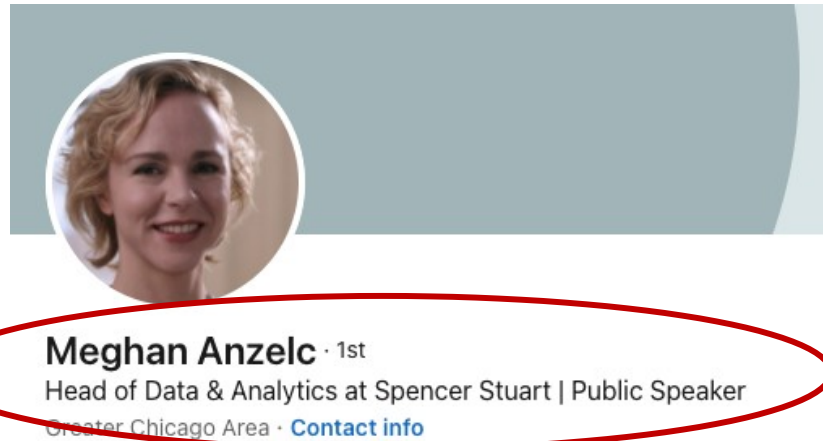 Meghan Anzelc · 1st
Head of Data & Analytics at Spencer Stuart | Public Speaker
Greater Chicago Area · Contact info